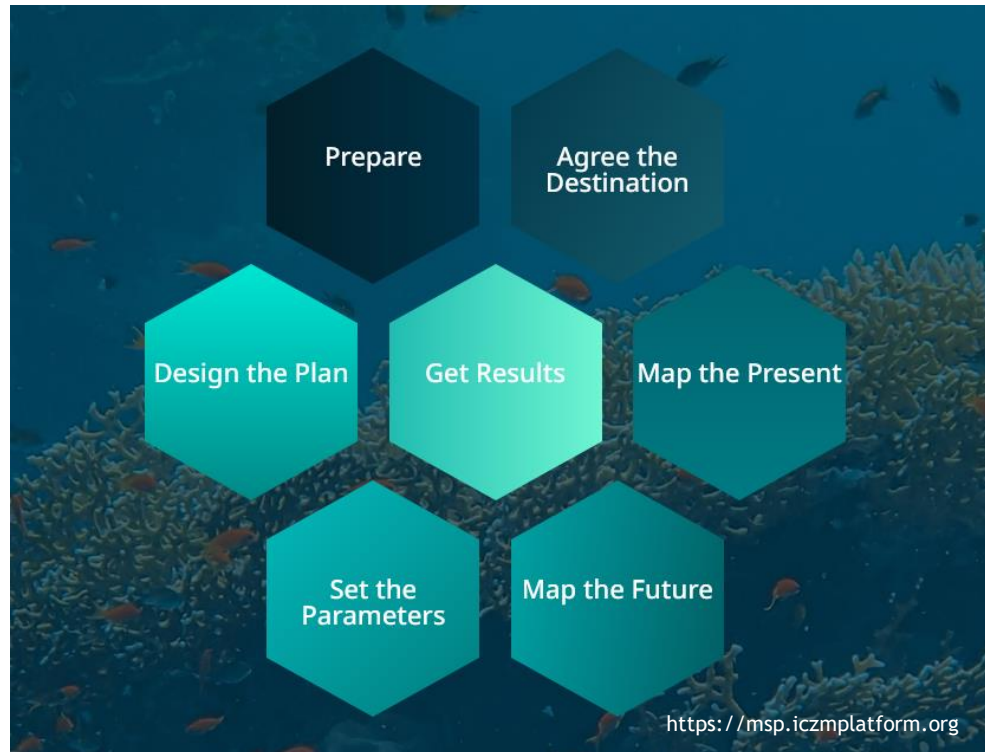 Prepare
Agree the
Destination
Design the Plan
Get Results
Map the Present
Set the
Parameters
Map the Future
https://msp.iczmplatform.org